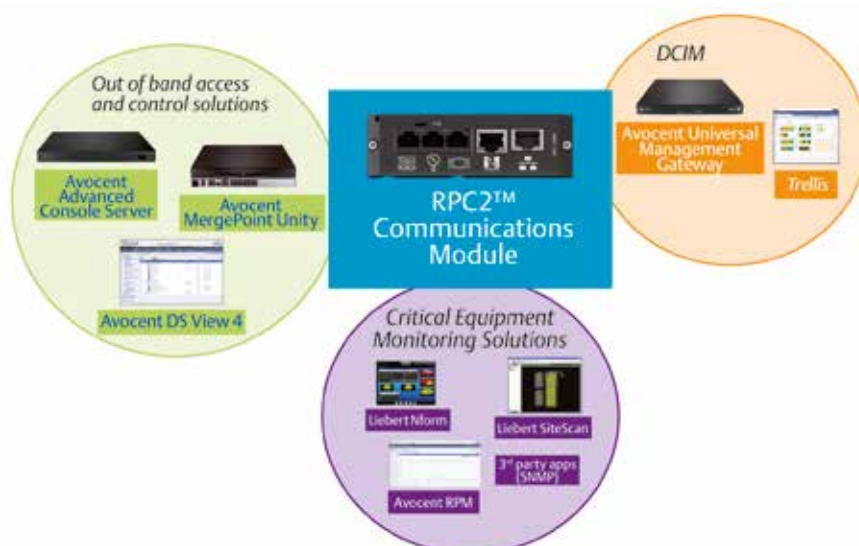 Out of band access
and control solutions
Avocent
Advanced
Console Server
Avocent
MergePoint Unity
Avocent DS View 4
RPC2™
Communications
Module
DCIM
Avocent Universal
Management
Gateway
Trellis
Critical Equipment
Monitoring Solutions
Liebert Nform
Liebert SiteScan
Avocent RPM
3rd party apps
(SNMP)